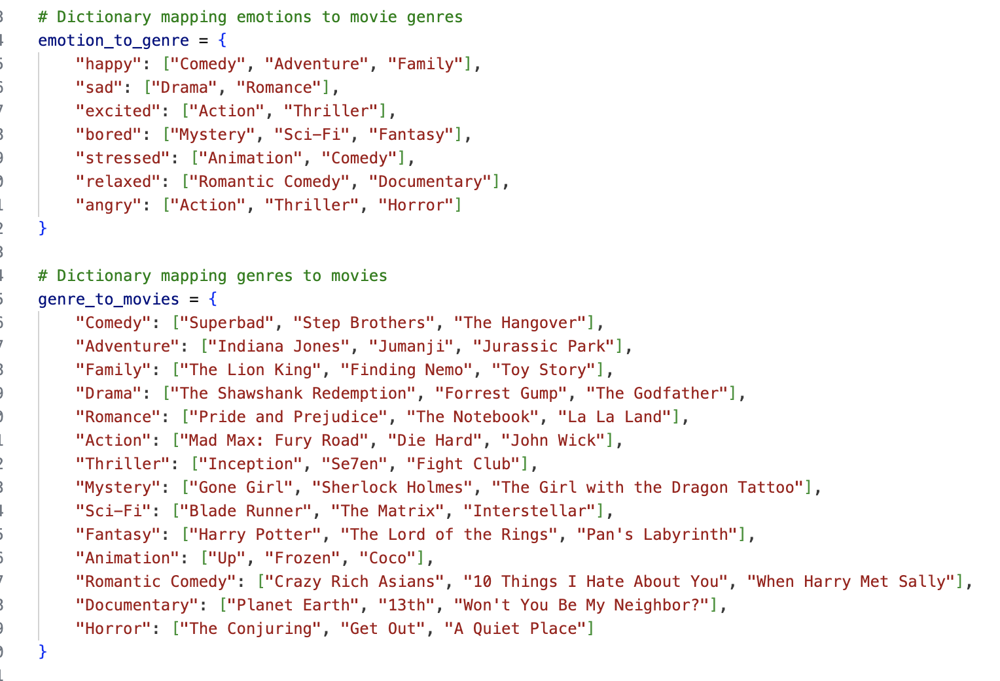 # Dictionary mapping emotions to movie genres
emotion_to_genre = {
"happy": ["Comedy", "Adventure", "Family"],
"sad": ["Drama", "Romance"],
"excited": ["Action", "Thriller"],
"bored": ["Mystery", "Sci-Fi", "Fantasy"],
"stressed": ["Animation", "Comedy"],
"relaxed": ["Romantic Comedy", "Documentary"],
"angry": ["Action", "Thriller", "Horror"]
}
# Dictionary mapping genres to movies
genre_to_movies = {
"Comedy": ["Superbad", "Step Brothers", "The Hangover"],
"Adventure": ["Indiana Jones", "Jumanji", "Jurassic Park"],
"Family": ["The Lion King", "Finding Nemo", "Toy Story"],
"Drama": ["The Shawshank Redemption", "Forrest Gump", "The Godfather"],
"Romance": ["Pride and Prejudice", "The Notebook", "La La Land"],
"Action": ["Mad Max: Fury Road", "Die Hard", "John Wick"],
"Thriller": ["Inception", "Se7en", "Fight Club"],
"Mystery": ["Gone Girl", "Sherlock Holmes", "The Girl with the Dragon Tattoo"],
"Sci-Fi": ["Blade Runner", "The Matrix", "Interstellar"],
"Fantasy": ["Harry Potter", "The Lord of the Rings", "Pan's Labyrinth"],
"Animation": ["Up", "Frozen", "Coco"],
"Romantic Comedy": ["Crazy Rich Asians", "10 Things I Hate About You", "When Harry Met Sally"],
"Documentary": ["Planet Earth", "13th", "Won't You Be My Neighbor?"],
"Horror": ["The Conjuring", "Get Out", "A Quiet Place"]
}